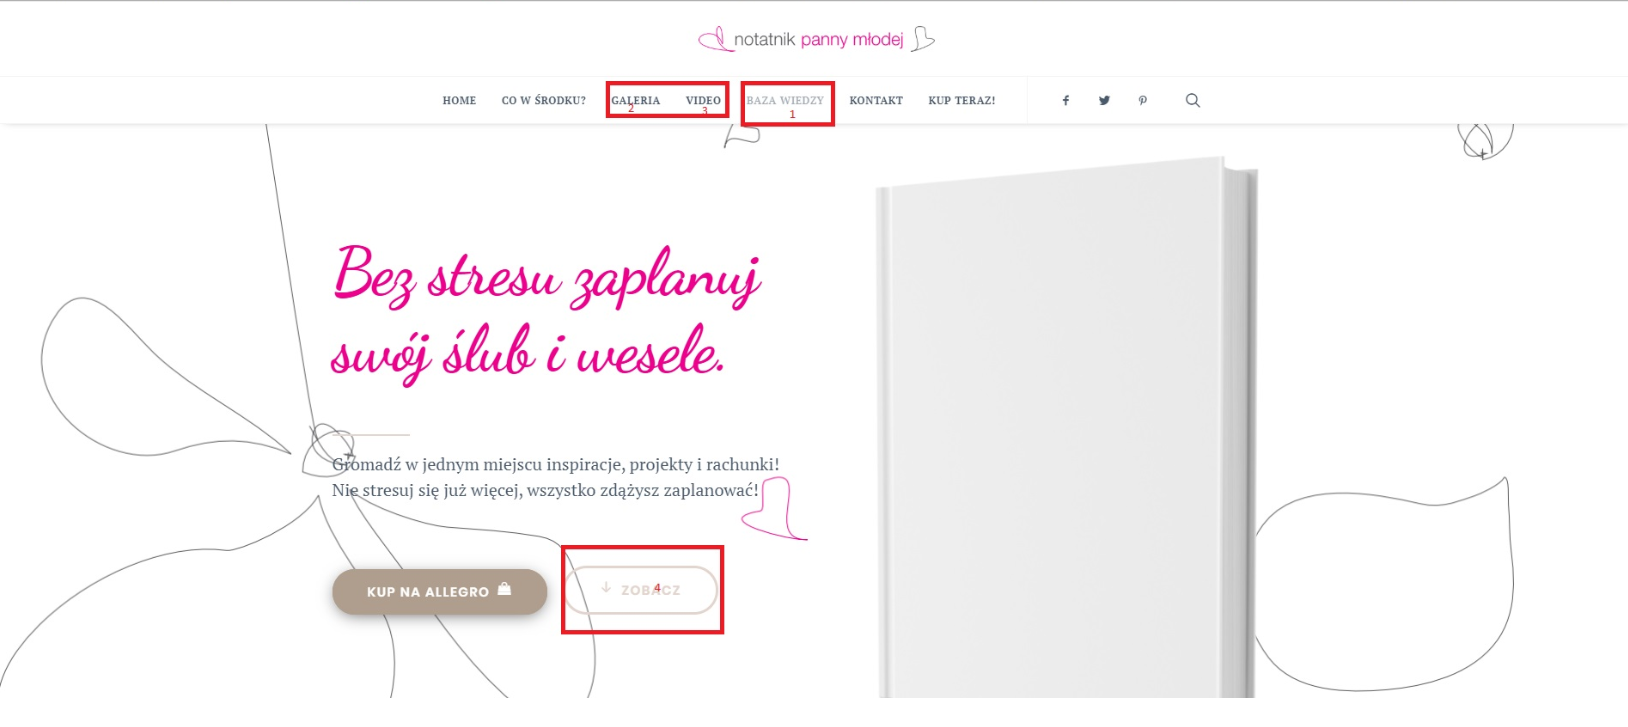 notatnik panny młodej
HOME CO W ŚRODKU? GALERIA VIDEO BAZA WIEDZY KONTAKT KUP TERAZ!
2 3 1
Bez stresu zaplanuj
swój ślub i wesele.
Gromadź w jednym miejscu inspiracje, projekty i rachunki!
Nie stresuj się już więcej, wszystko zdążysz zaplanować!
KUP NA ALLEGRO ZOBACZ
4